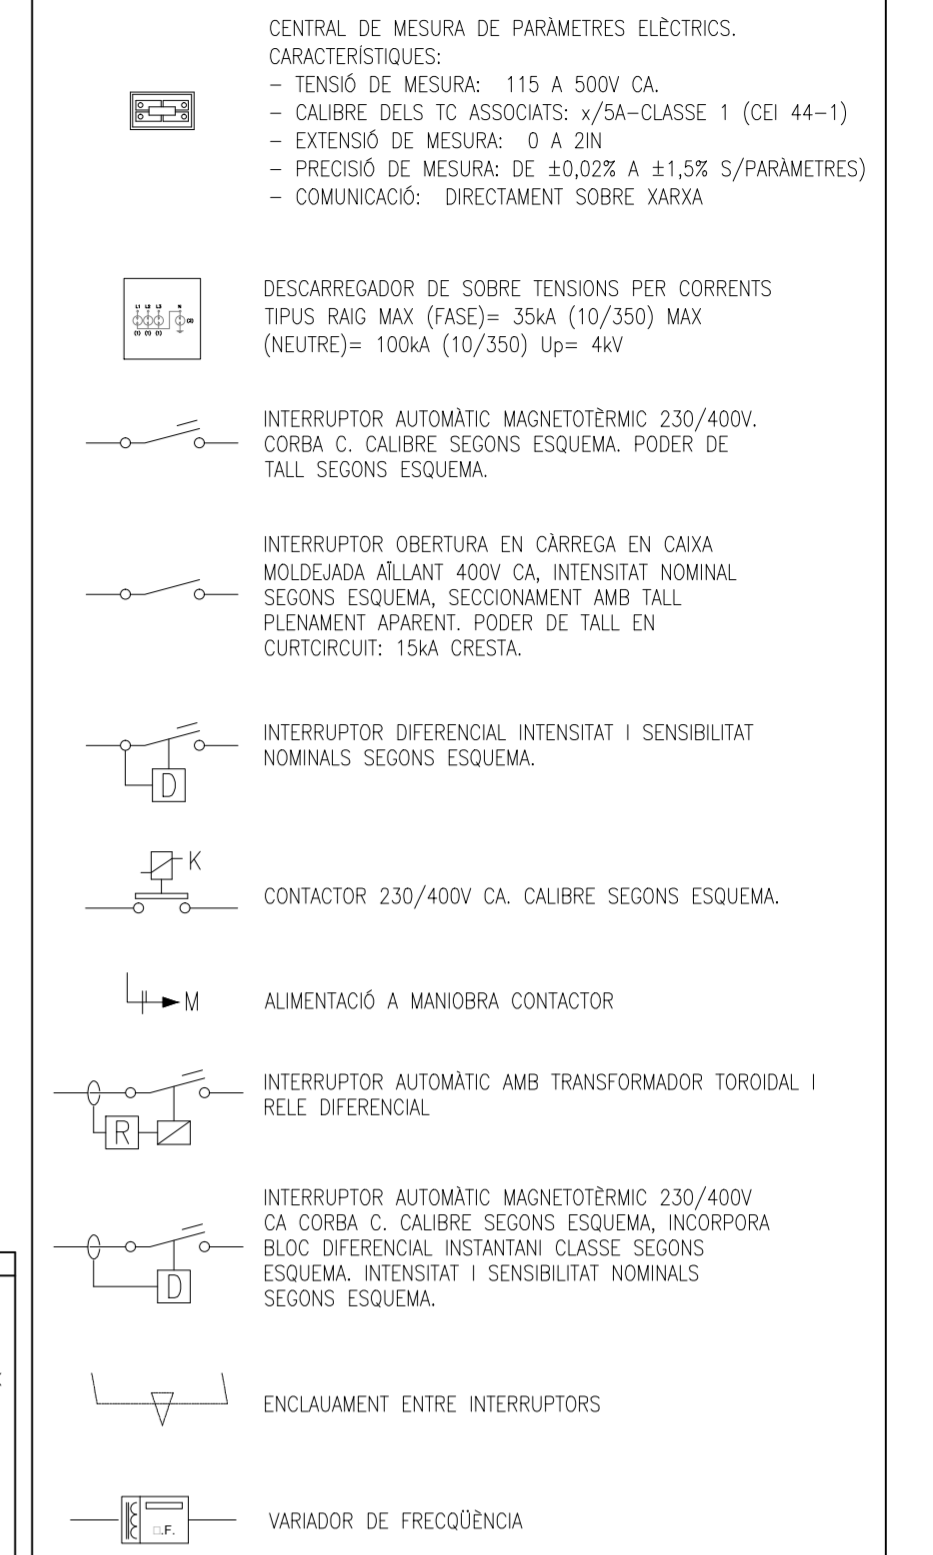 CENTRAL DE MESURA DE PARÀMETRES ELÈCTRICS.
CARACTERÍSTIQUES:
– TENSIÓ DE MESURA: 115 A 500V CA.
– CALIBRE DELS TC ASSOCIATS: x/5A–CLASSE 1 (CEI 44–1)
– EXTENSIÓ DE MESURA: 0 A 2IN
– PRECISIÓ DE MESURA: DE ±0,02% A ±1,5% S/PARÀMETRES)
– COMUNICACIÓ: DIRECTAMENT SOBRE XARXA
L1 L2 L3 N
(2)
(1) (1) (1)
DESCARREGADOR DE SOBRE TENSIONS PER CORRENTS
TIPUS RAIG MAX (FASE)= 35kA (10/350) MAX
(NEUTRE)= 100kA (10/350) Up= 4kV
INTERRUPTOR AUTOMÀTIC MAGNETOTÈRMIC 230/400V.
CORBA C. CALIBRE SEGONS ESQUEMA. PODER DE
TALL SEGONS ESQUEMA.
INTERRUPTOR OBERTURA EN CÀRREGA EN CAIXA
MOLDEJADA AÏLLANT 400V CA, INTENSITAT NOMINAL
SEGONS ESQUEMA, SECCIONAMENT AMB TALL
PLENAMENT APARENT. PODER DE TALL EN
CURTCIRCUIT: 15kA CRESTA.
D
INTERRUPTOR DIFERENCIAL INTENSITAT I SENSIBILITAT
NOMINALS SEGONS ESQUEMA.
K
CONTACTOR 230/400V CA. CALIBRE SEGONS ESQUEMA.
M
ALIMENTACIÓ A MANIOBRA CONTACTOR
R
INTERRUPTOR AUTOMÀTIC AMB TRANSFORMADOR TOROIDAL I
RELE DIFERENCIAL
D
INTERRUPTOR AUTOMÀTIC MAGNETOTÈRMIC 230/400V
CA CORBA C. CALIBRE SEGONS ESQUEMA, INCORPORA
BLOC DIFERENCIAL INSTANTANI CLASSE SEGONS
ESQUEMA. INTENSITAT I SENSIBILITAT NOMINALS
SEGONS ESQUEMA.
ENCLAUAMENT ENTRE INTERRUPTORS
□.F.
VARIADOR DE FRECQÜÈNCIA